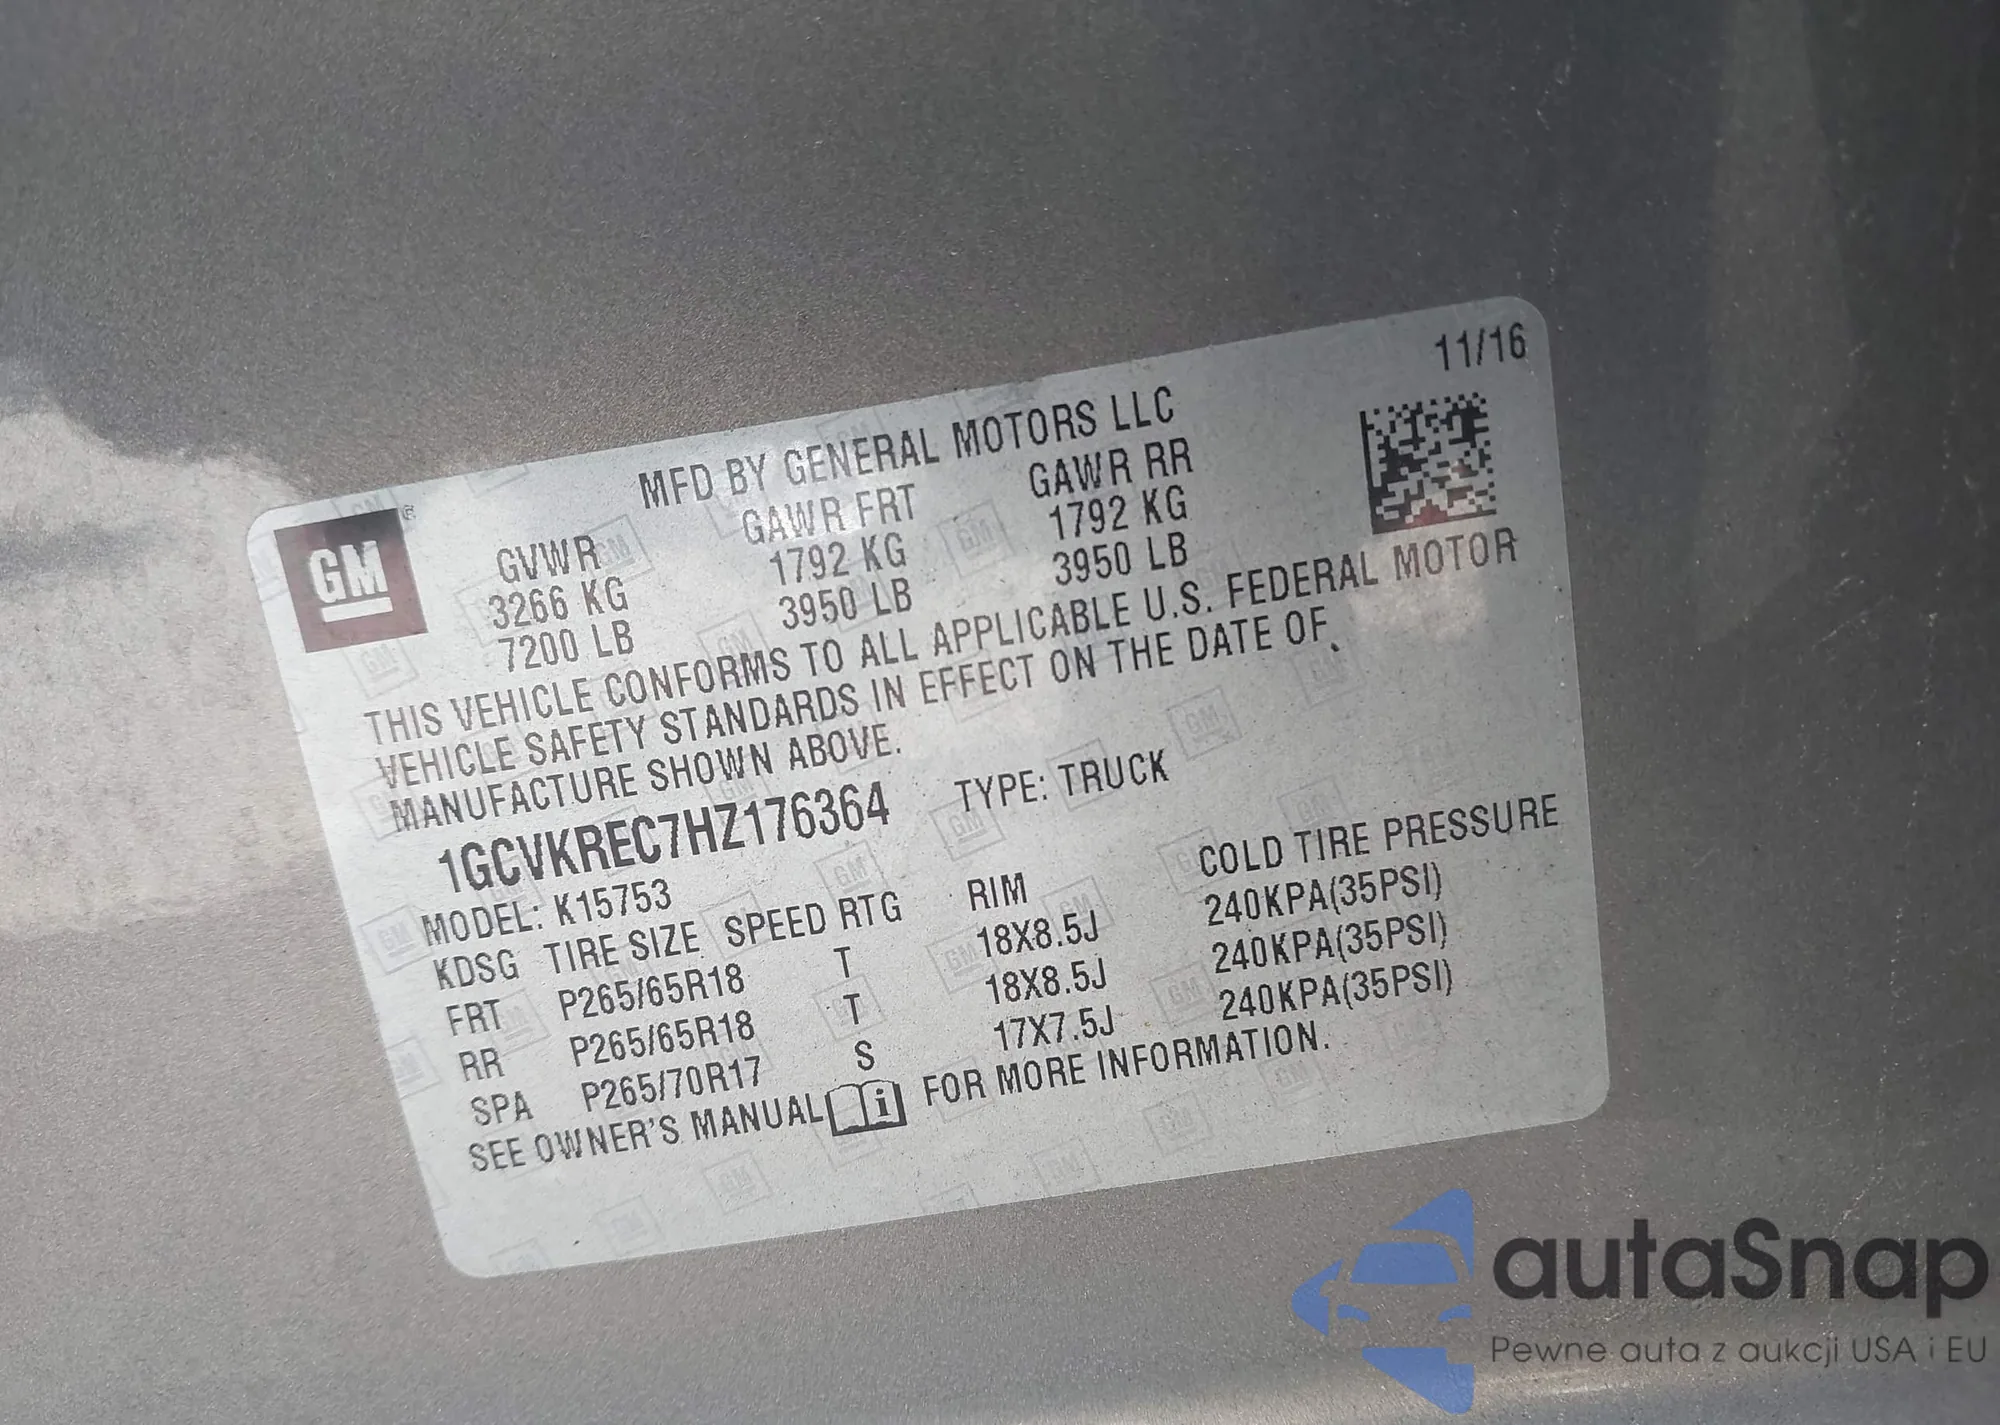 11/16
MFD BY GENERAL MOTORS LLC
GM
GVWR GAWR FRT GAWR RR
3266 KG 1792 KG 1792 KG
7200 LB 3950 LB 3950 LB
THIS VEHICLE CONFORMS TO ALL APPLICABLE U.S. FEDERAL MOTOR
VEHICLE SAFETY STANDARDS IN EFFECT ON THE DATE OF
MANUFACTURE SHOWN ABOVE.
1GCVKREC7HZ176364 TYPE: TRUCK
MODEL: K15753
KDSG TIRE SIZE SPEED RTG RIM COLD TIRE PRESSURE
FRT P265/65R18 T 18X8.5J 240KPA(35PSI)
RR P265/65R18 T 18X8.5J 240KPA(35PSI)
SPA P265/70R17 S 17X7.5J 240KPA(35PSI)
SEE OWNER'S MANUAL i FOR MORE INFORMATION.
autaSnap
Pewne auta z aukcji USA i EU